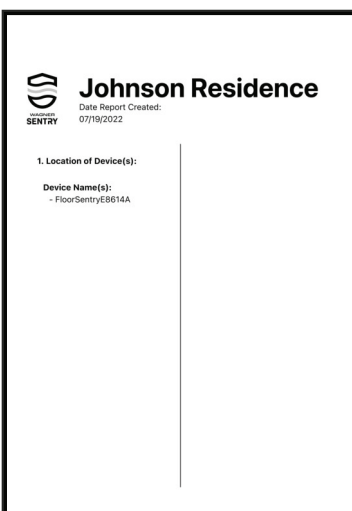 Johnson Residence
Date Report Created:
07/19/2022
WAGNER
SENTRY
1. Location of Device(s):
Device Name(s):
- FloorSentryE8614A